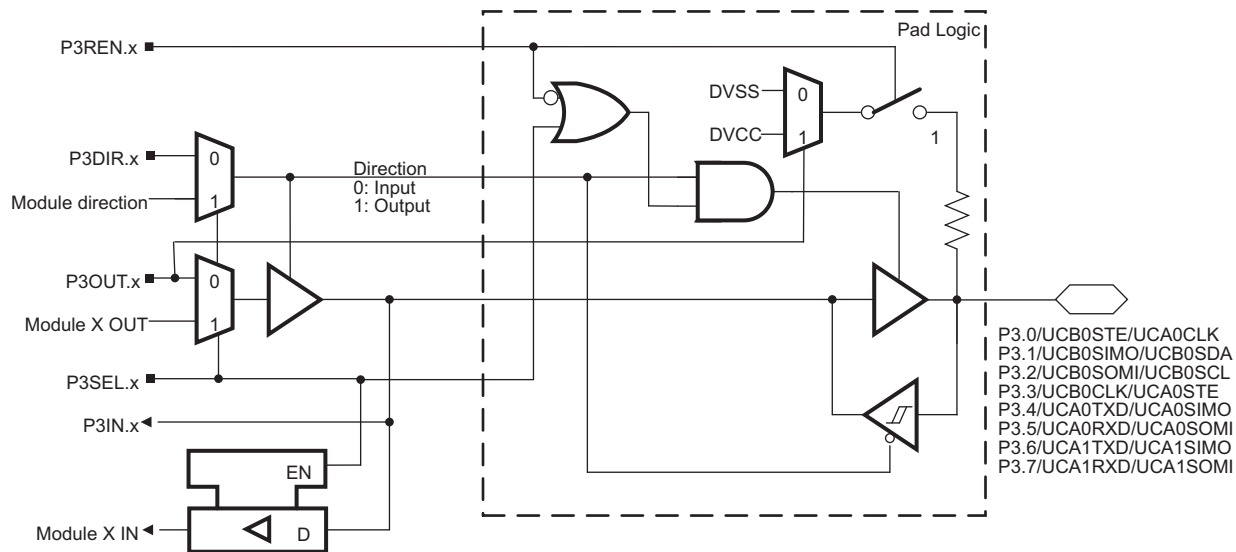 Pad Logic
P3REN.x
DVSS
0
DVCC
1
1
P3DIR.x
0
Direction
0: Input
1: Output
Module direction
1
P3OUT.x
0
Module X OUT
1
P3SEL.x
P3IN.x
EN
Module X IN
D
P3.0/UCB0STE/UCA0CLK
P3.1/UCB0SIMO/UCB0SDA
P3.2/UCB0SOMI/UCB0SCL
P3.3/UCB0CLK/UCA0STE
P3.4/UCA0TXD/UCA0SIMO
P3.5/UCA0RXD/UCA0SOMI
P3.6/UCA1TXD/UCA1SIMO
P3.7/UCA1RXD/UCA1SOMI